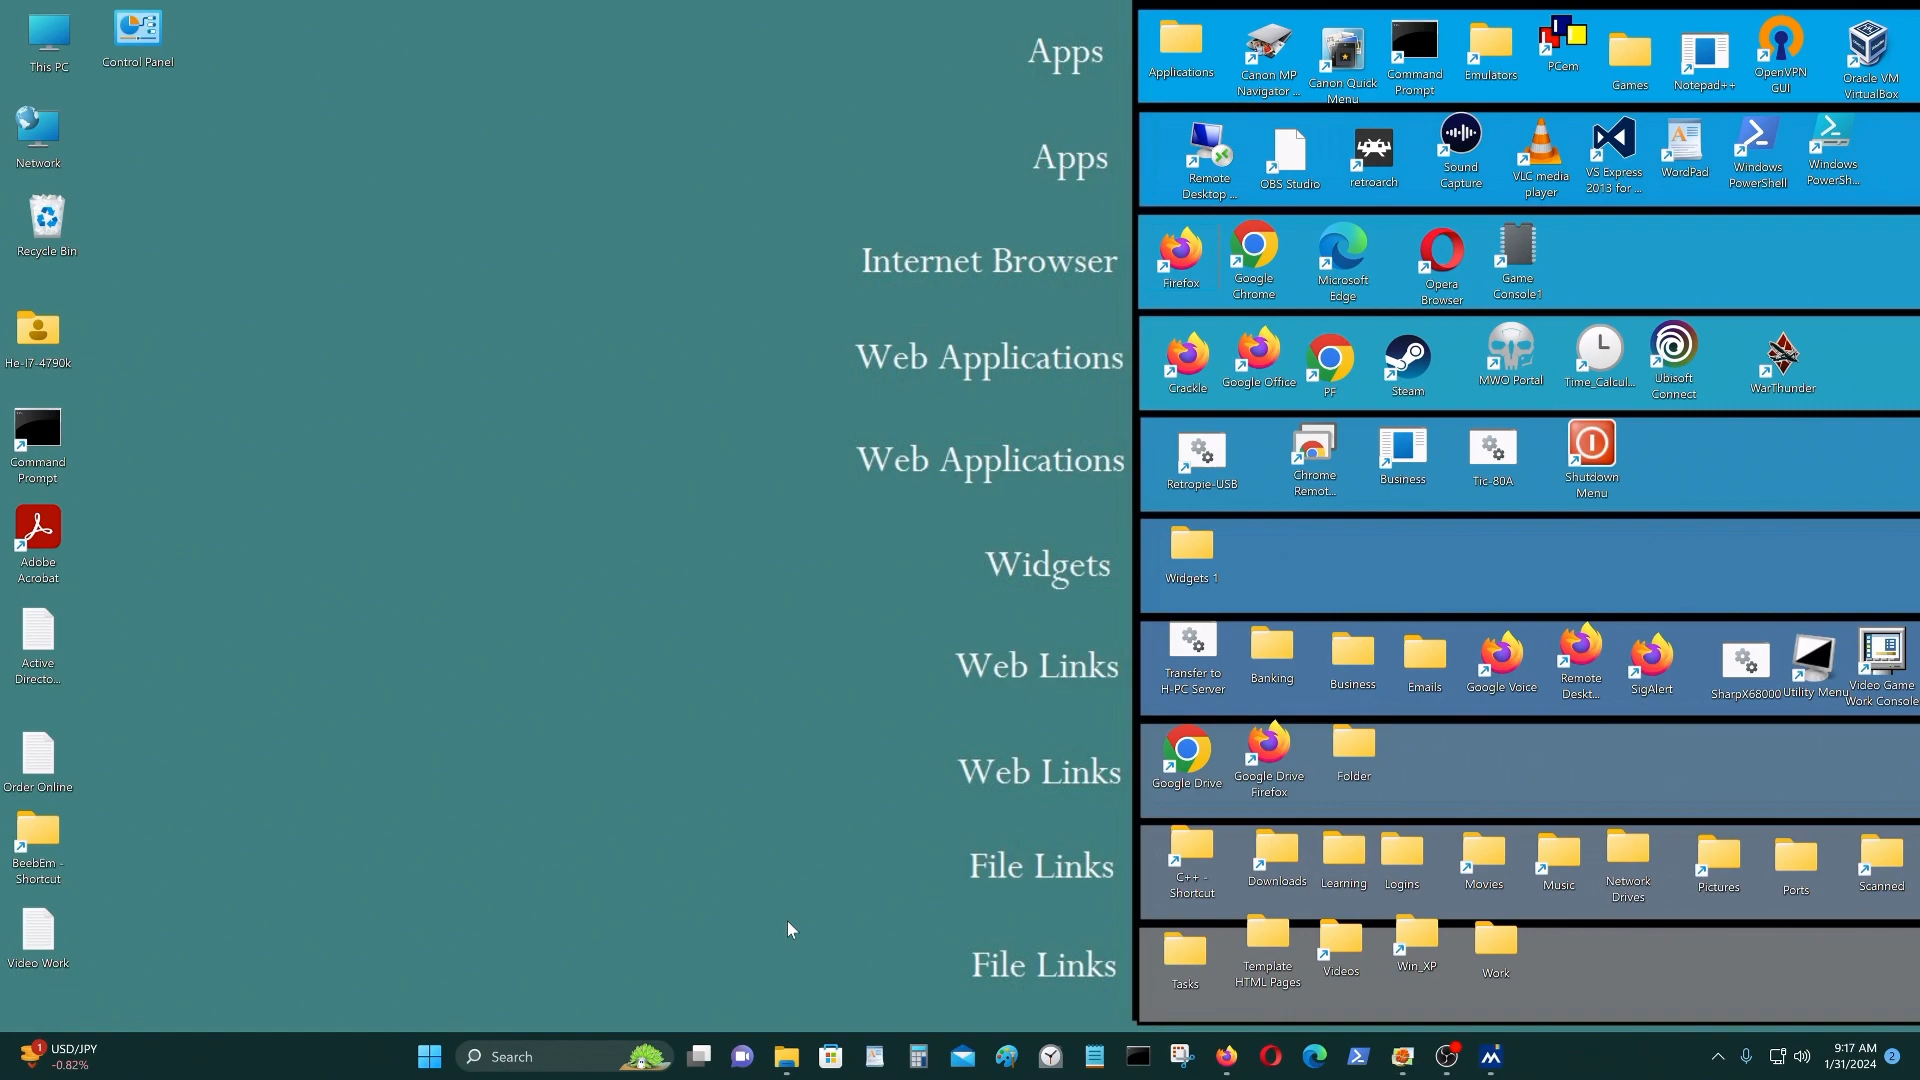 This PC
Control Panel
Network
Recycle Bin
He-I7-4790k
Command
Prompt
Adobe
Acrobat
Active
Directo...
Order Online
BeebEm -
Shortcut
Video Work
Apps
Applications
Canon MP
Navigator ...
Canon Quick
Menu
Command
Prompt
Emulators
PCem
Games
Notepad++
OpenVPN
GUI
Oracle VM
VirtualBox
Apps
Remote
Desktop ...
OBS Studio
retroarch
Sound
Capture
VLC media
player
VS Express
2013 for ...
WordPad
Windows
PowerShell
Windows
PowerSh...
Internet Browser
Firefox
Google
Chrome
Microsoft
Edge
Opera
Browser
Game
Console1
Web Applications
Crackle
Google Office
PF
Steam
MWO Portal
Time_Calcul...
Ubisoft
Connect
WarThunder
Web Applications
Retropie-USB
Chrome
Remot...
Business
Tic-80A
Shutdown
Menu
Widgets
Widgets 1
Web Links
Transfer to
H-PC Server
Banking
Business
Emails
Google Voice
Remote
Deskt...
SigAlert
SharpX68000
Utility Menu
Video Game
Work Console
Web Links
Google Drive
Google Drive
Firefox
Folder
File Links
C++ -
Shortcut
Downloads
Learning
Logins
Movies
Music
Network
Drives
Pictures
Ports
Scanned
File Links
Tasks
Template
HTML Pages
Videos
Win_XP
Work
1
USD/JPY
-0.82%
Search
9:17 AM
1/31/2024
2